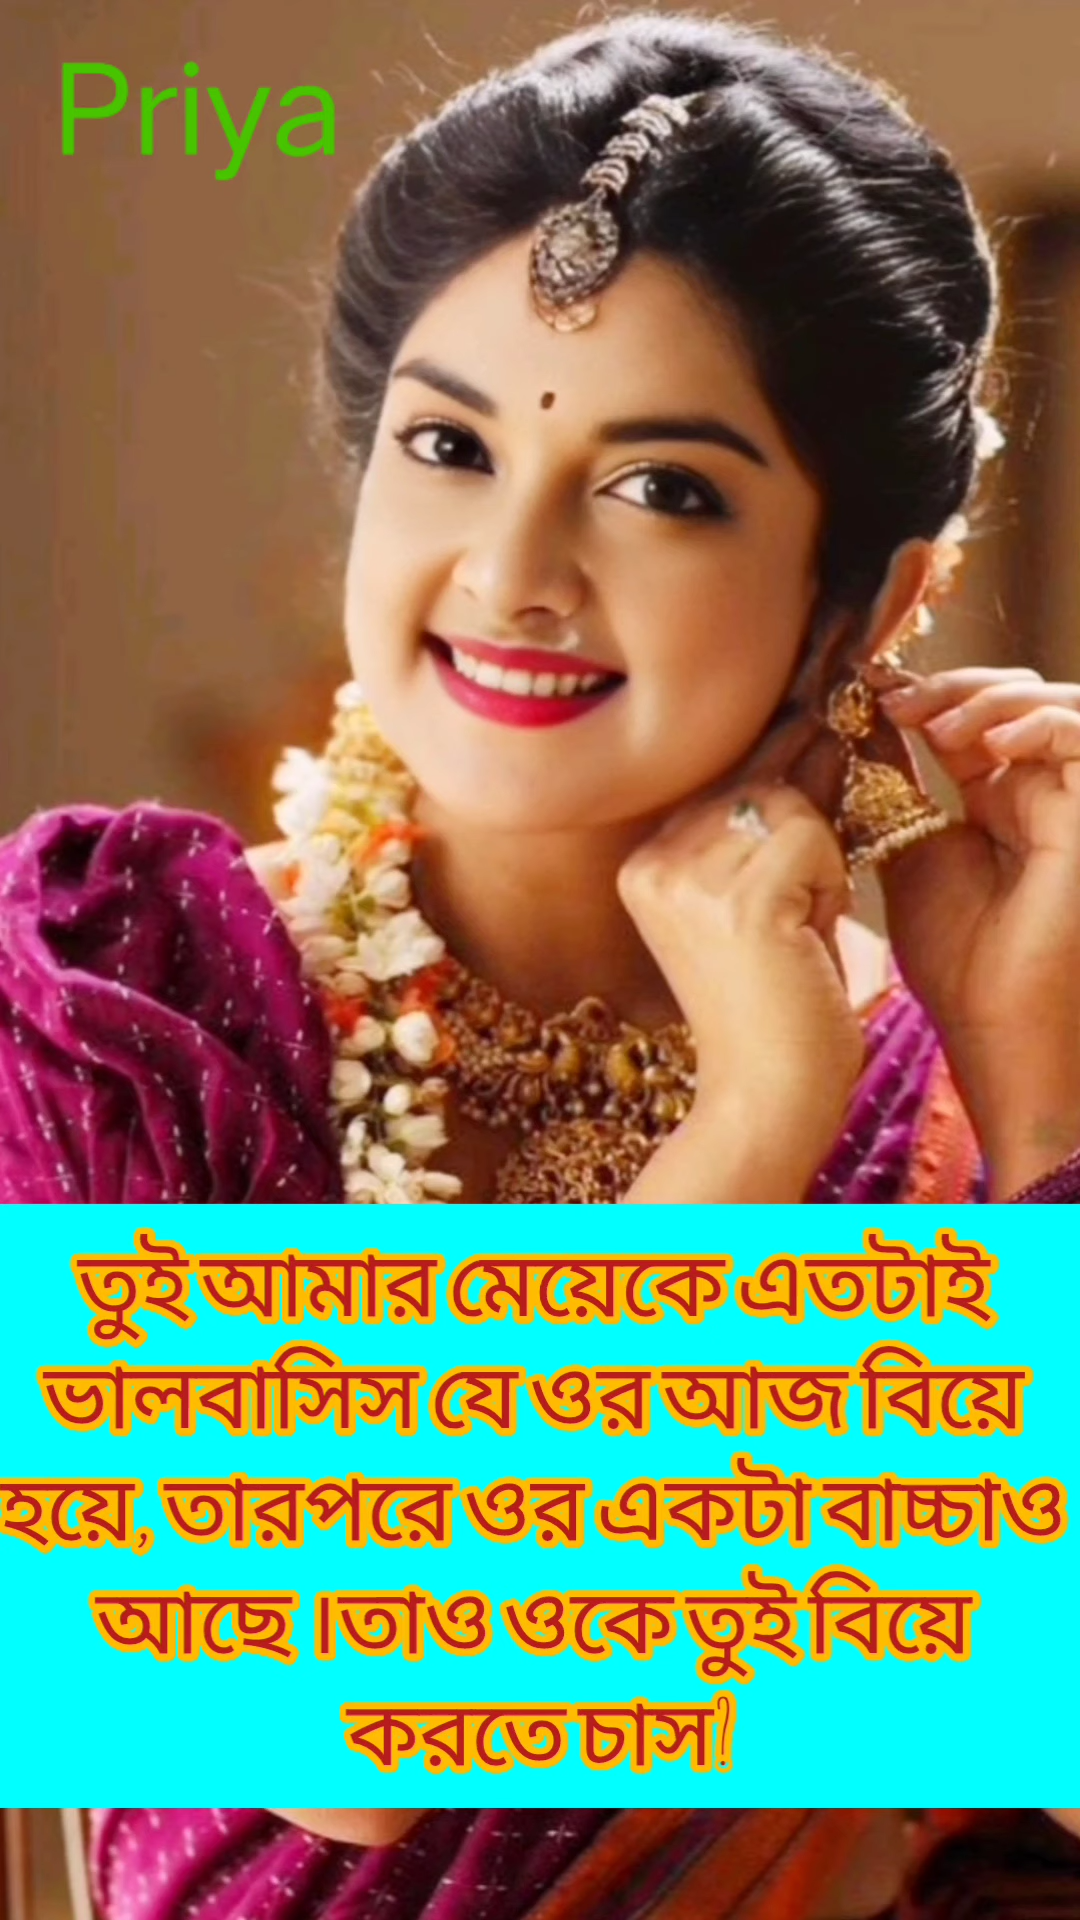 Priya
তুই আমার মেয়েকে এতটাই
ভালবাসিস যে ওর আজ বিয়ে
হয়ে, তারপরে ওর একটা বাচ্চাও
আছে ।তাও ওকে তুই বিয়ে
করতে চাস?